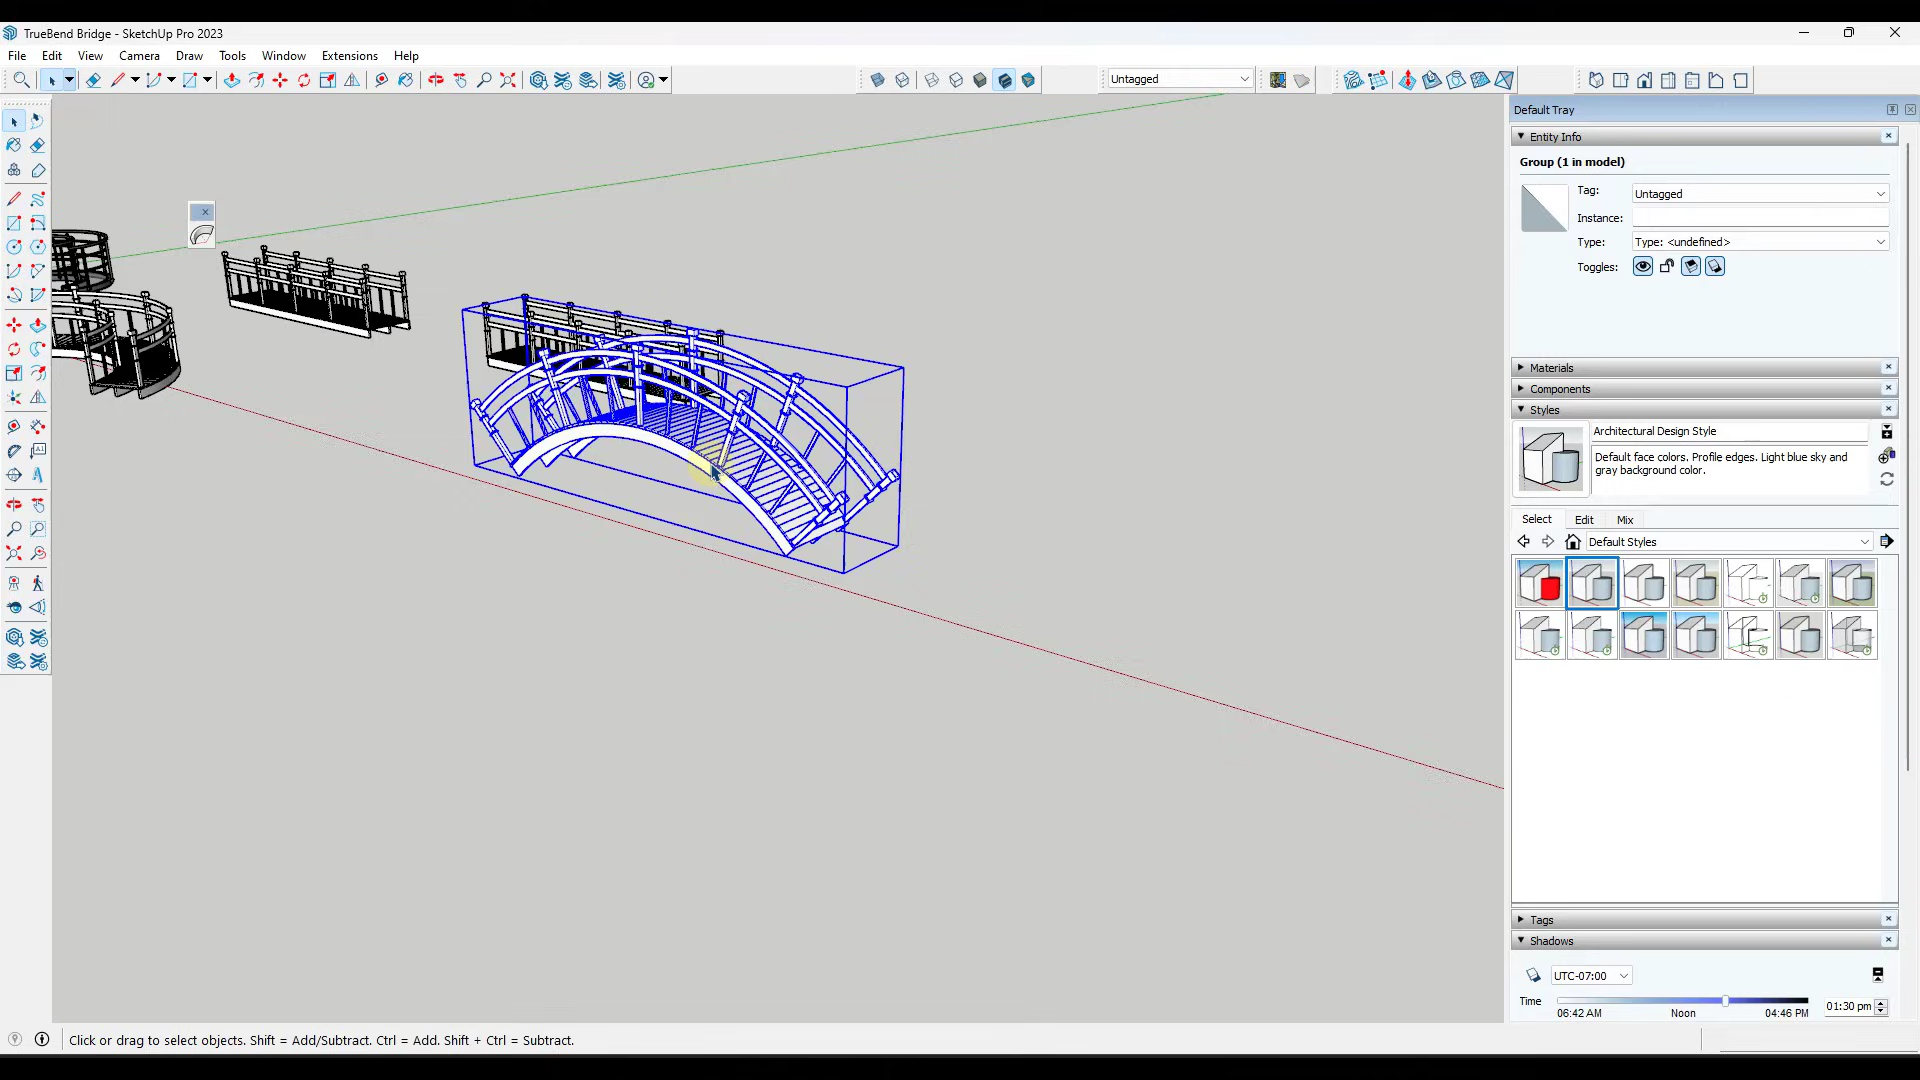 TrueBend Bridge - SketchUp Pro 2023
File Edit View Camera Draw Tools Window Extensions Help
Untagged
Default Tray
Entity Info
Group (1 in model)
Tag: Untagged
Instance:
Type: Type: <undefined>
Toggles:
Materials
Components
Styles
Architectural Design Style
Default face colors. Profile edges. Light blue sky and
gray background color.
Select Edit Mix
Default Styles
Tags
Shadows
UTC-07:00
Time 01:30 pm
06:42 AM Noon 04:46 PM
Click or drag to select objects. Shift = Add/Subtract. Ctrl = Add. Shift + Ctrl = Subtract.